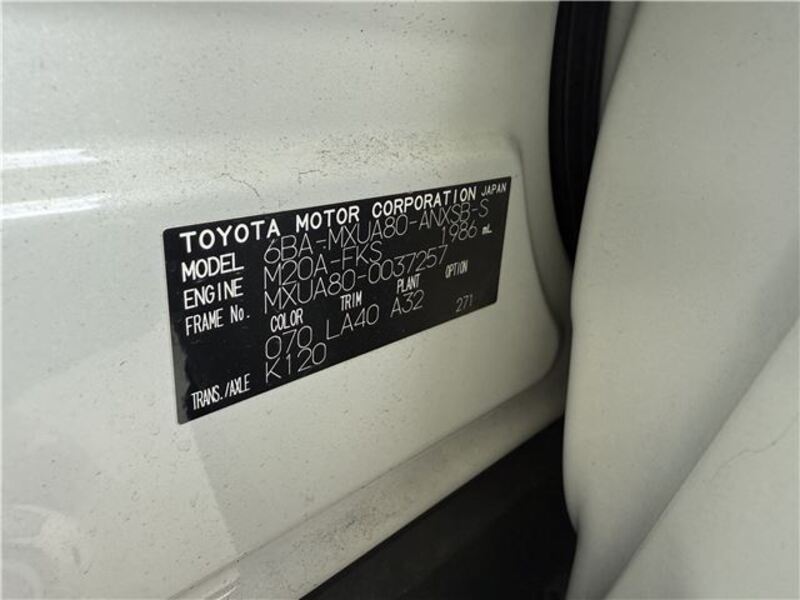 TOYOTA MOTOR CORPORATION JAPAN
MODEL 6BA-MXUA80-ANXSB-S
ENGINE M20A-FKS 1986 mL
FRAME No. MXUA80-0037257
COLOR TRIM PLANT OPTION
070 LA40 A32 271
TRANS./AXLE K120